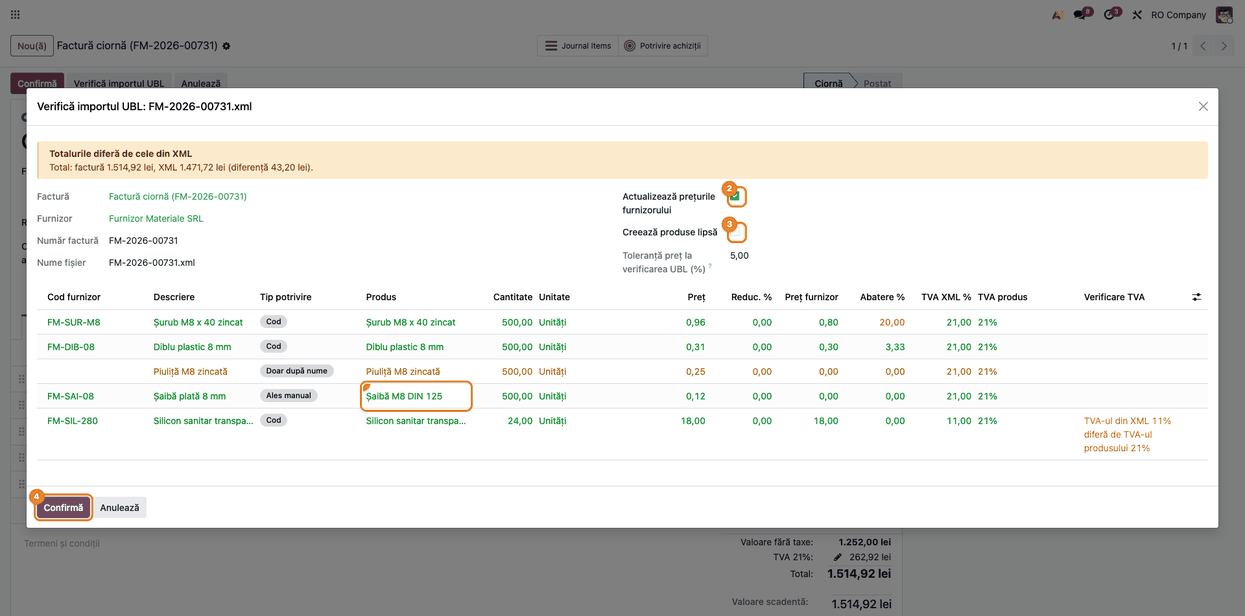 8
3
RO Company
Nou(ă)
Factură ciornă (FM-2026-00731)
Journal Items
Potrivire achiziții
1 / 1
Confirmă
Verifică importul UBL
Anulează
Ciornă
Postat
Verifică importul UBL: FM-2026-00731.xml
Totalurile diferă de cele din XML
Total: factură 1.514,92 lei, XML 1.471,72 lei (diferență 43,20 lei).
Factură Factură ciornă (FM-2026-00731)
Furnizor Furnizor Materiale SRL
Număr factură FM-2026-00731
Nume fișier FM-2026-00731.xml
Actualizează prețurile
furnizorului
2
Creează produse lipsă
3
Toleranță preț la
verificarea UBL (%) ?
5,00
Cod furnizor Descriere Tip potrivire Produs Cantitate Unitate Preț Reduc. % Preț furnizor Abatere % TVA XML % TVA produs Verificare TVA
FM-SUR-M8 Șurub M8 x 40 zincat Cod Șurub M8 x 40 zincat 500,00 Unități 0,96 0,00 0,80 20,00 21,00 21%
FM-DIB-08 Diblu plastic 8 mm Cod Diblu plastic 8 mm 500,00 Unități 0,31 0,00 0,30 3,33 21,00 21%
Piuliță M8 zincată Doar după nume Piuliță M8 zincată 500,00 Unități 0,25 0,00 0,00 0,00 21,00 21%
FM-SAI-08 Șaibă plată 8 mm Ales manual Șaibă M8 DIN 125 500,00 Unități 0,12 0,00 0,00 0,00 21,00 21%
FM-SIL-280 Silicon sanitar transpa... Cod Silicon sanitar transpa... 24,00 Unități 18,00 0,00 18,00 0,00 11,00 21% TVA-ul din XML 11%
diferă de TVA-ul
produsului 21%
4
Confirmă
Anulează
Termeni și condiții
Valoare fără taxe: 1.252,00 lei
TVA 21%: 262,92 lei
Total: 1.514,92 lei
Valoare scadentă: 1.514,92 lei